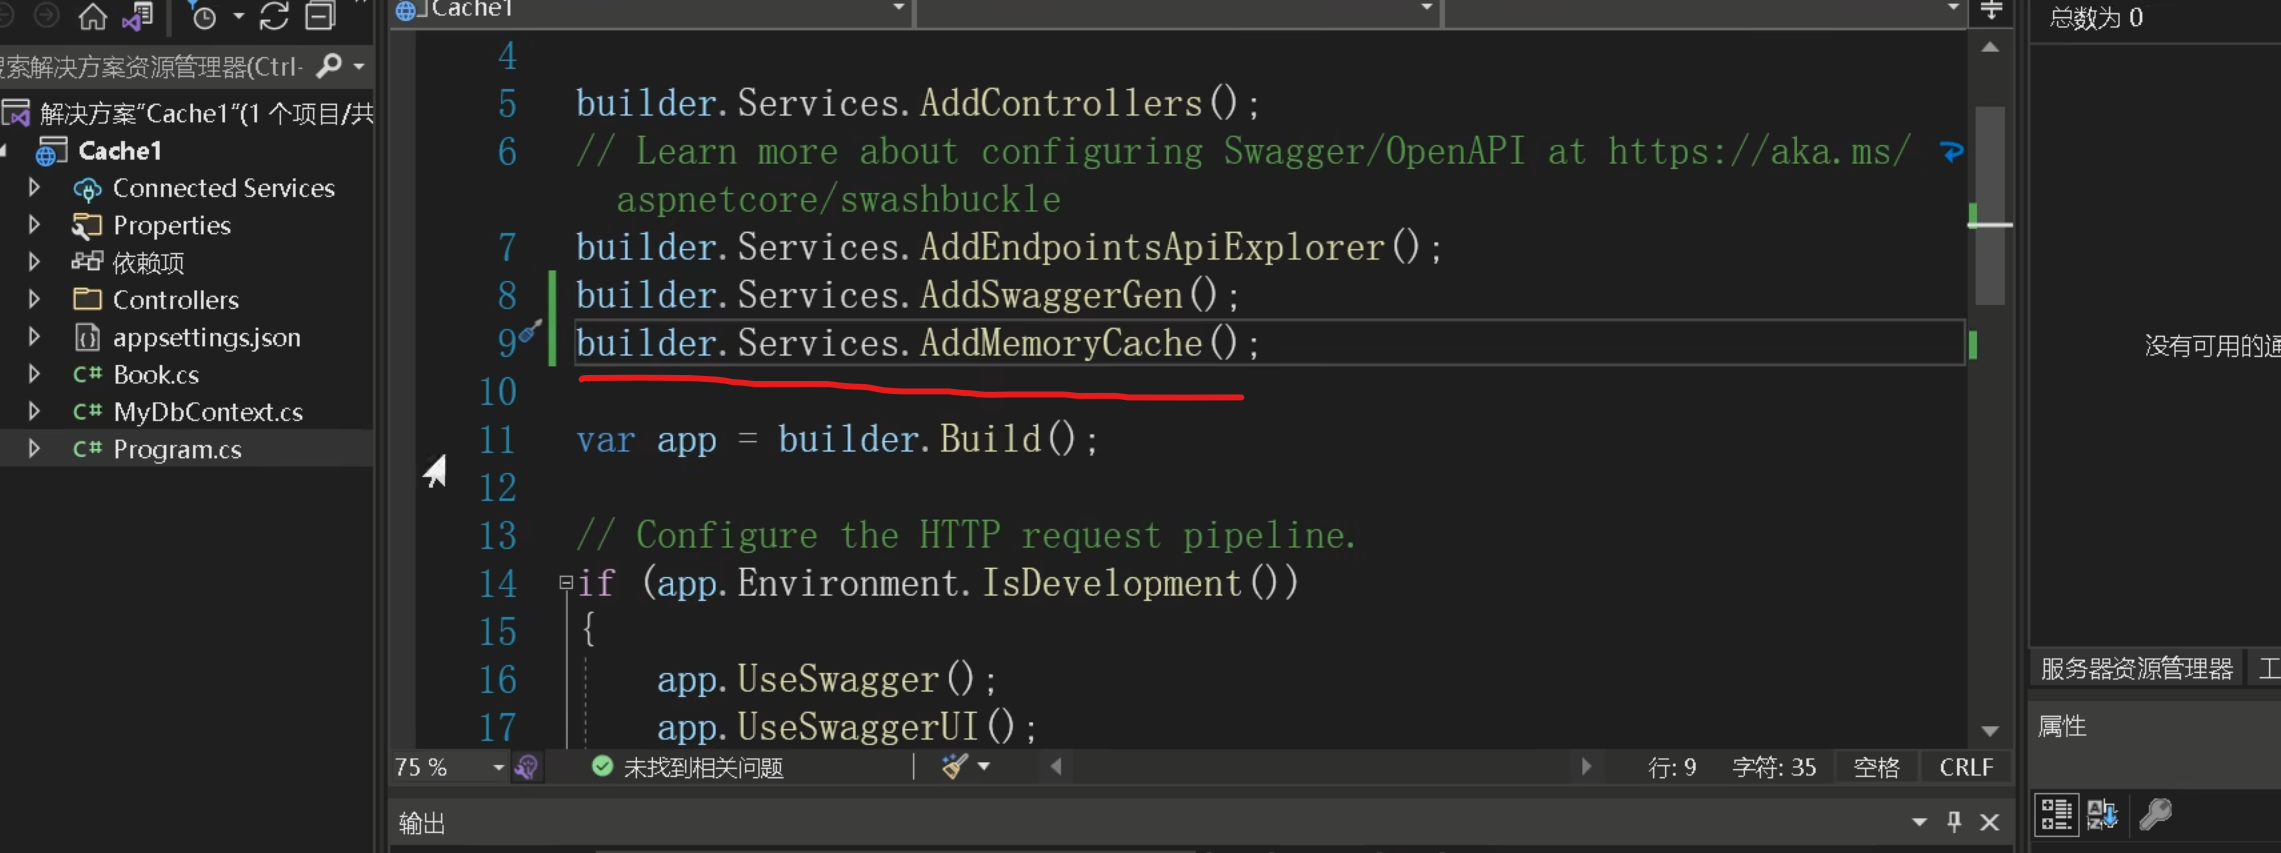 Cache1
总数为 0
索解决方案资源管理器(Ctrl-
解决方案"Cache1"(1 个项目/共
Cache1
Connected Services
Properties
依赖项
Controllers
appsettings.json
C# Book.cs
C# MyDbContext.cs
C# Program.cs
4
5 builder.Services.AddControllers();
6 // Learn more about configuring Swagger/OpenAPI at https://aka.ms/
aspnetcore/swashbuckle
7 builder.Services.AddEndpointsApiExplorer();
8 builder.Services.AddSwaggerGen();
9 builder.Services.AddMemoryCache();
10
11 var app = builder.Build();
12
13 // Configure the HTTP request pipeline.
14 if (app.Environment.IsDevelopment())
15 {
16 app.UseSwagger();
17 app.UseSwaggerUI();
75 %
未找到相关问题
行: 9 字符: 35 空格 CRLF
输出
没有可用的通
服务器资源管理器 工
属性